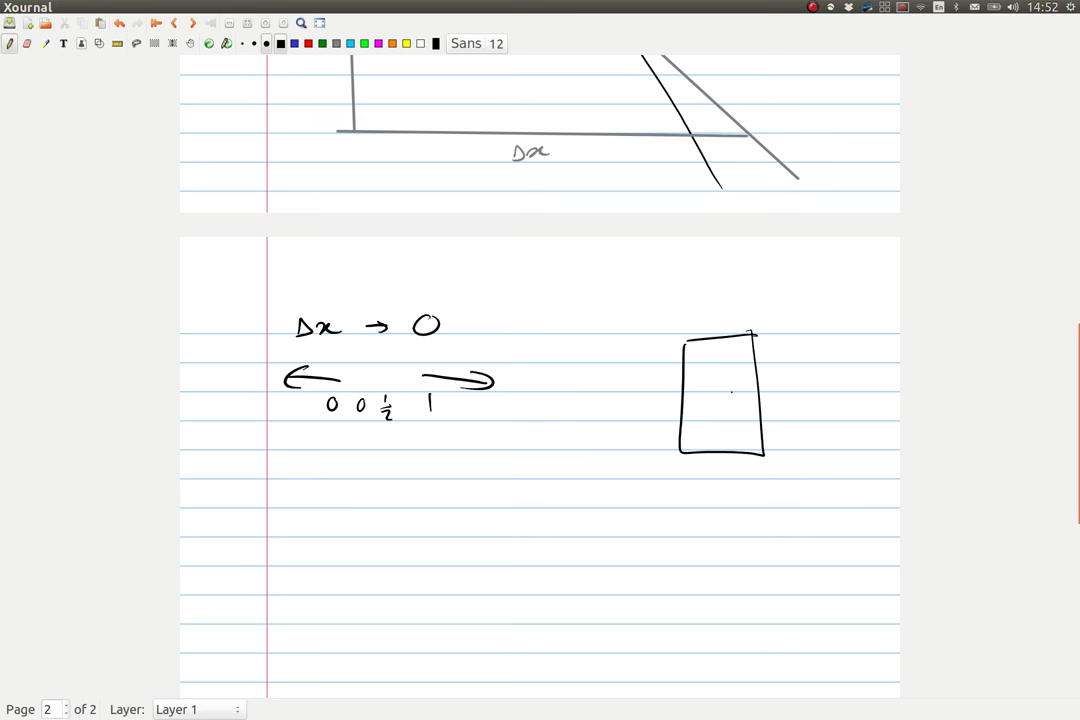 Xournal
En
14:52
T
Sans 12
Δx
Δx → 0
0 0 ½ 1
Page 2 of 2 Layer: Layer 1